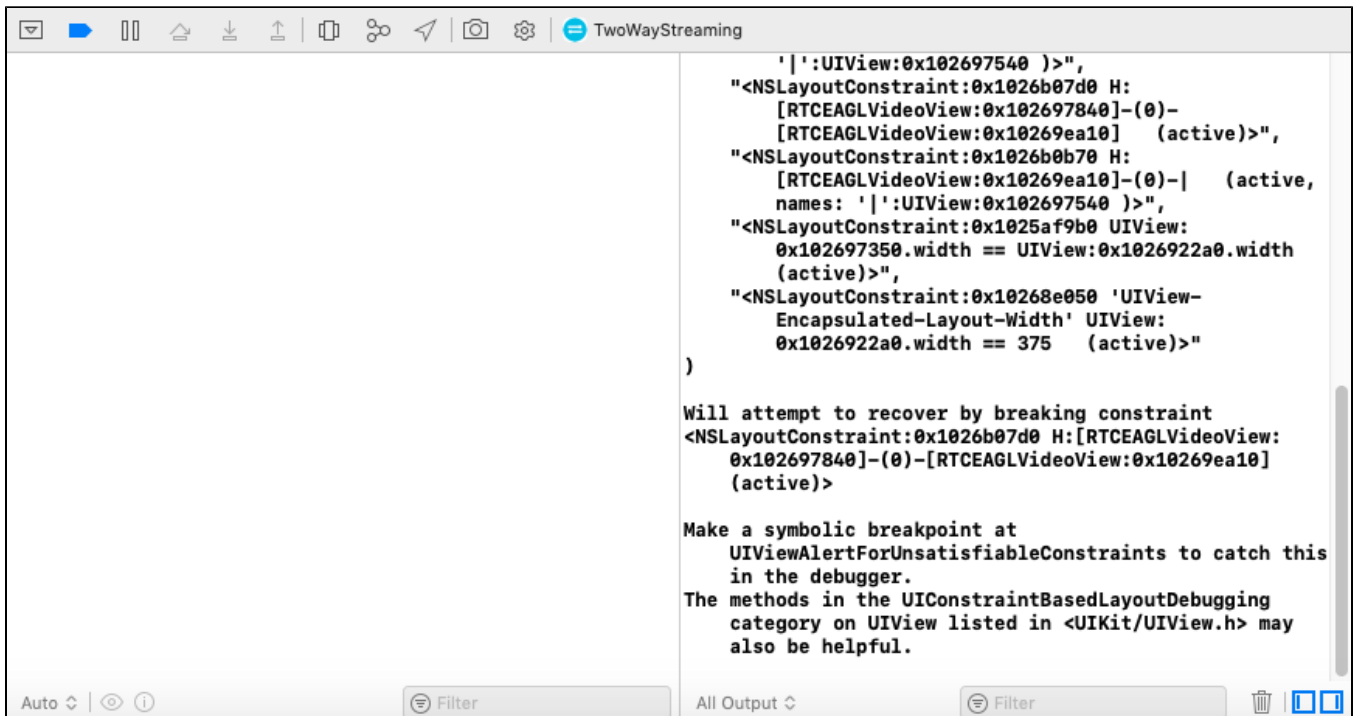 TwoWayStreaming
'|':UIView:0x102697540 )>",
"<NSLayoutConstraint:0x1026b07d0 H:
[RTCEAGLVideoView:0x102697840]-(0)-
[RTCEAGLVideoView:0x10269ea10]   (active)>",
"<NSLayoutConstraint:0x1026b0b70 H:
[RTCEAGLVideoView:0x10269ea10]-(0)-|   (active,
names: '|':UIView:0x102697540 )>",
"<NSLayoutConstraint:0x1025af9b0 UIView:
0x102697350.width == UIView:0x1026922a0.width
(active)>",
"<NSLayoutConstraint:0x10268e050 'UIView-
Encapsulated-Layout-Width' UIView:
0x1026922a0.width == 375   (active)>"
)
Will attempt to recover by breaking constraint
<NSLayoutConstraint:0x1026b07d0 H:[RTCEAGLVideoView:
0x102697840]-(0)-[RTCEAGLVideoView:0x10269ea10]
(active)>
Make a symbolic breakpoint at
UIViewAlertForUnsatisfiableConstraints to catch this
in the debugger.
The methods in the UIConstraintBasedLayoutDebugging
category on UIView listed in <UIKit/UIView.h> may
also be helpful.
Auto
Filter
All Output
Filter